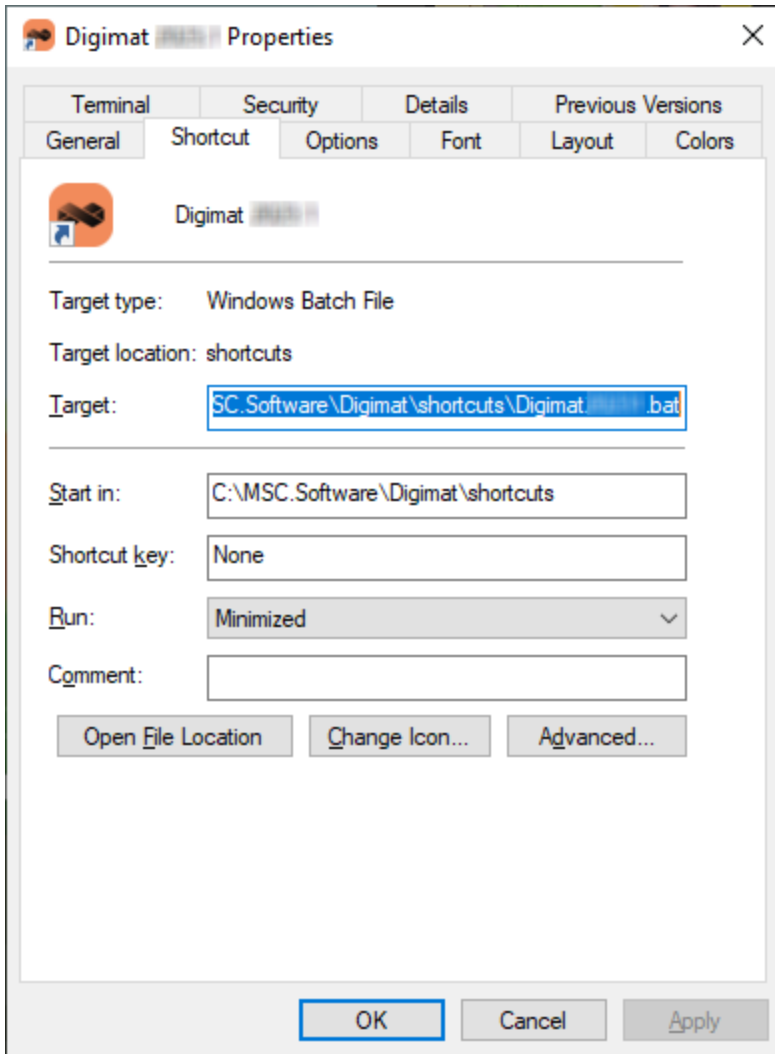 Digimat Properties
Terminal Security Details Previous Versions
General Shortcut Options Font Layout Colors
Digimat
Target type: Windows Batch File
Target location: shortcuts
Target: SC.Software\Digimat\shortcuts\Digimat. .bat
Start in: C:\MSC.Software\Digimat\shortcuts
Shortcut key: None
Run: Minimized
Comment:
Open File Location Change Icon... Advanced...
OK Cancel Apply